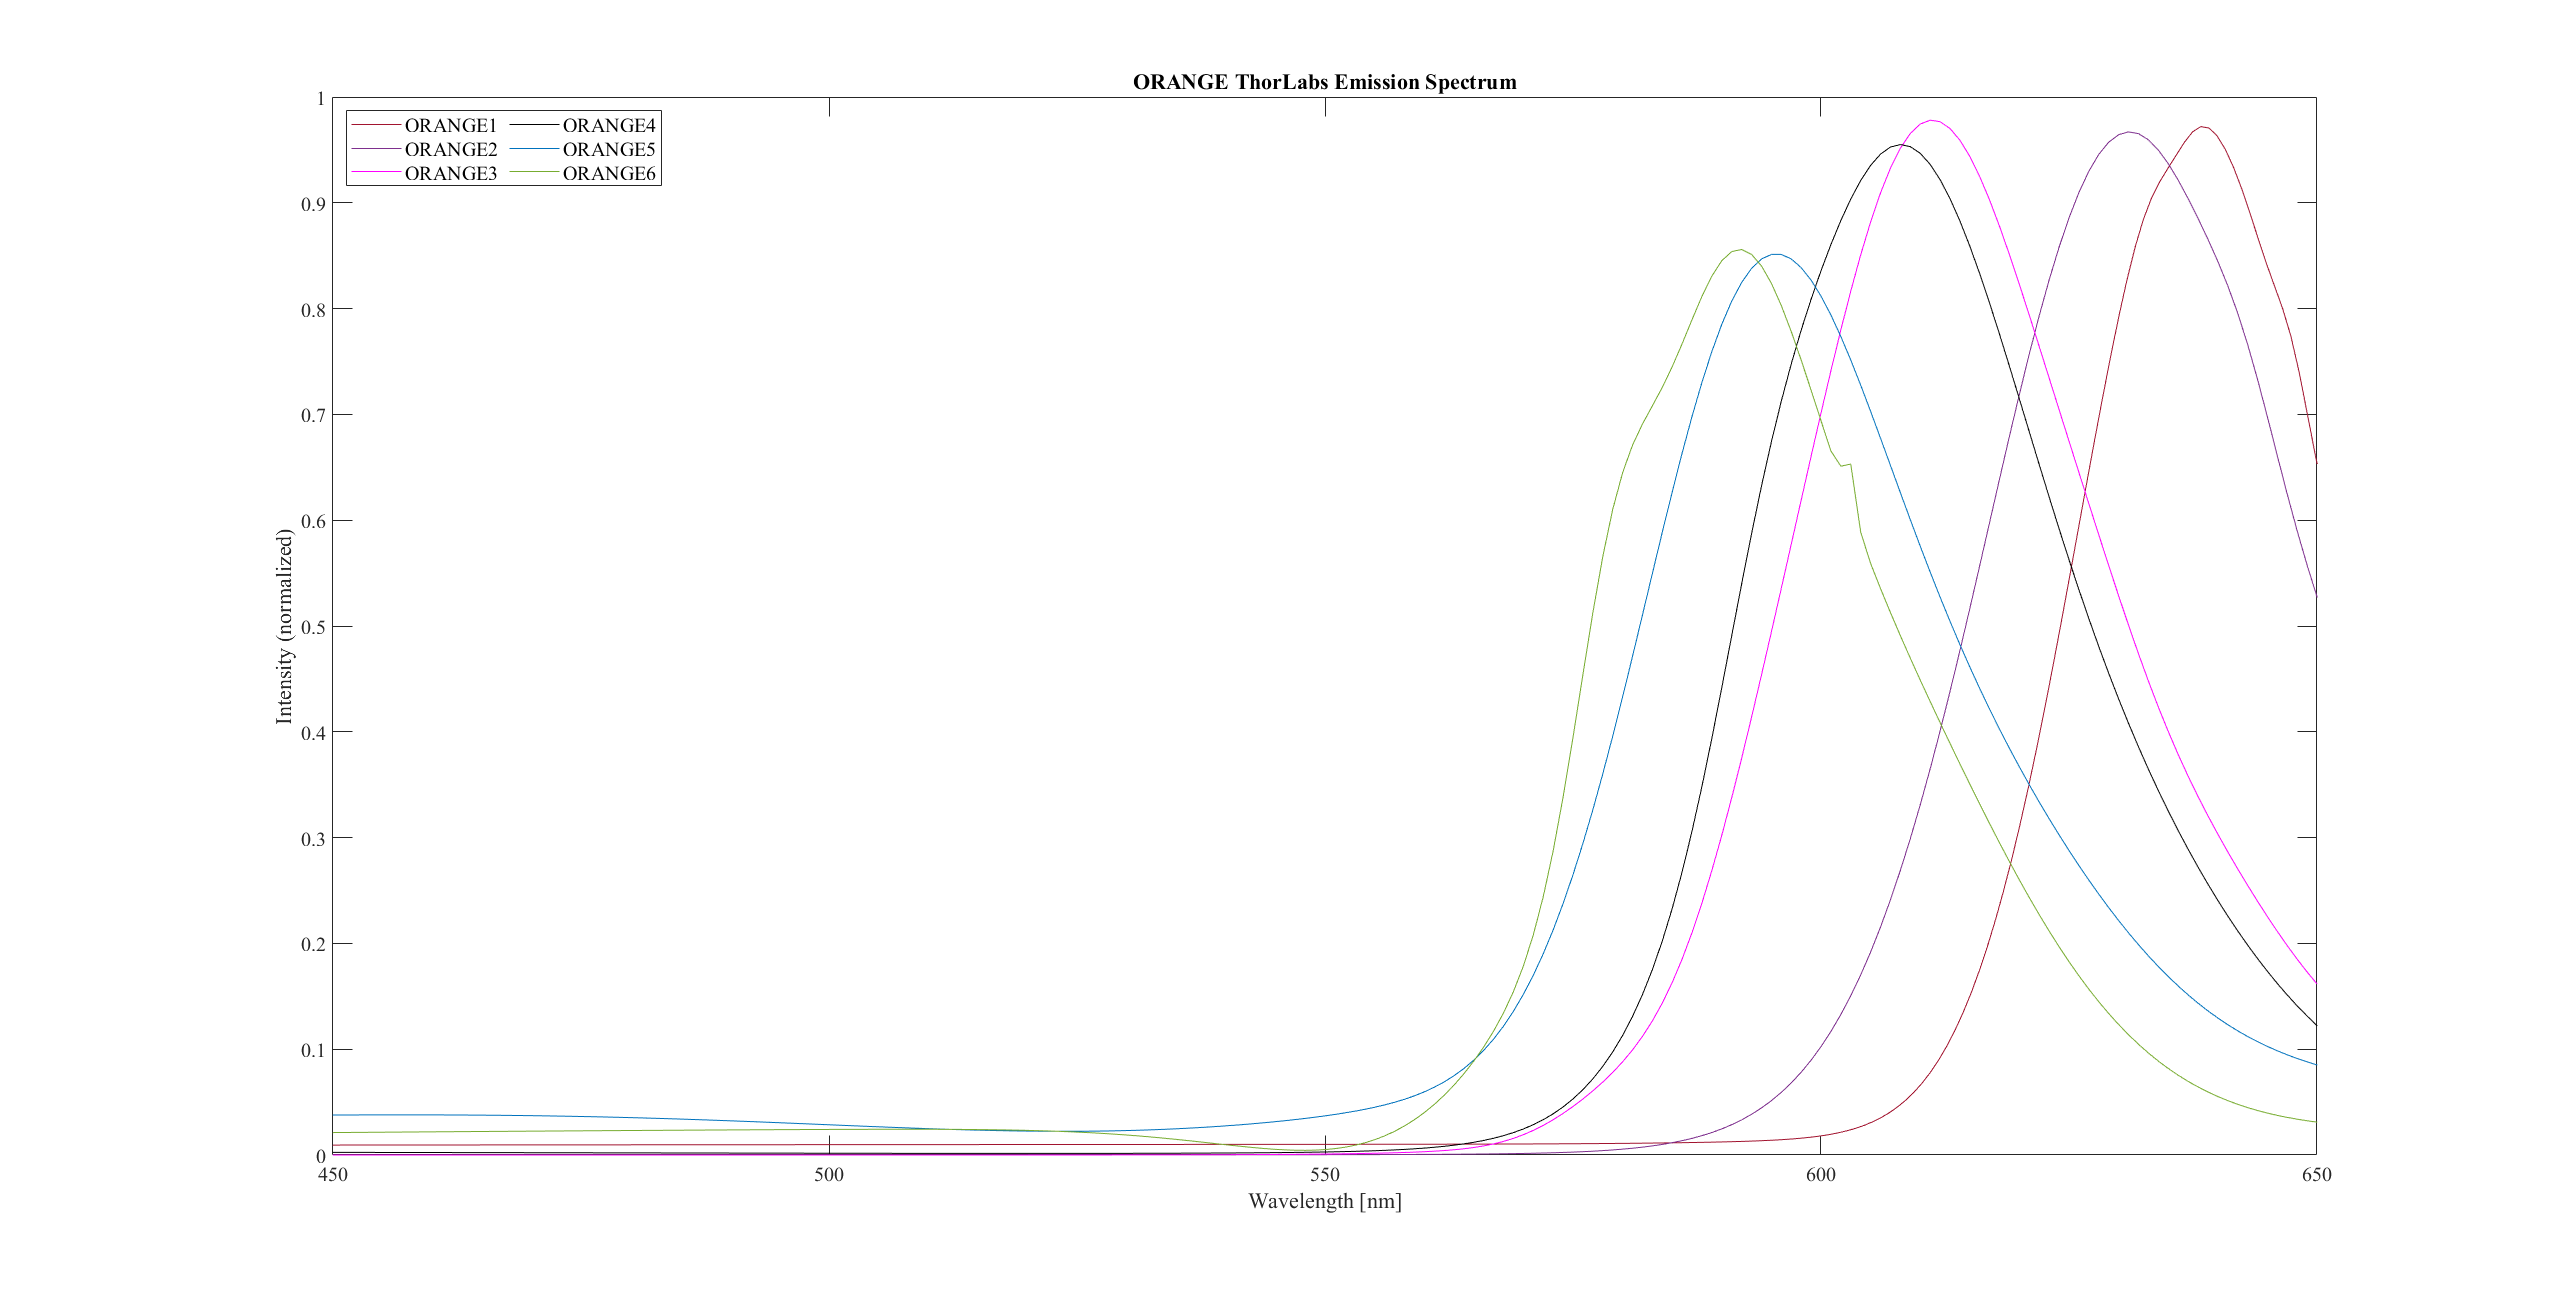 ORANGE ThorLabs Emission Spectrum
ORANGE1 ORANGE4
ORANGE2 ORANGE5
ORANGE3 ORANGE6
1
0.9
0.8
0.7
0.6
0.5
0.4
0.3
0.2
0.1
0
Intensity (normalized)
450 500 550 600 650
Wavelength [nm]